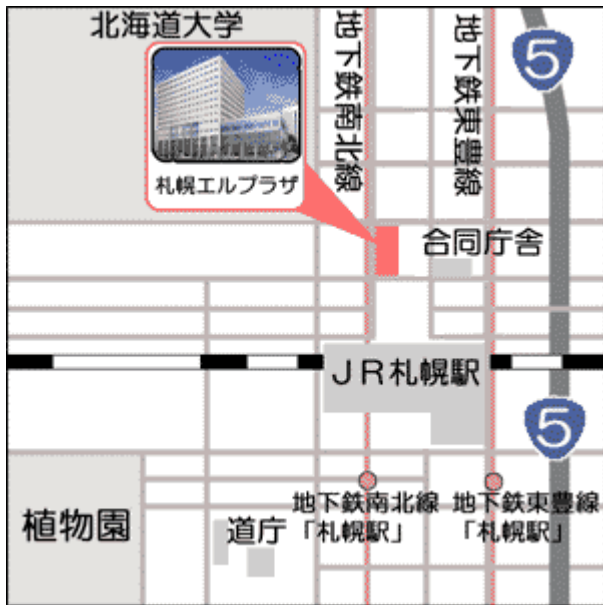 北海道大学
地下鉄南北線
地下鉄東豊線
5
札幌エルプラザ
合同庁舎
JR札幌駅
5
植物園
道庁
地下鉄南北線
「札幌駅」
地下鉄東豊線
「札幌駅」